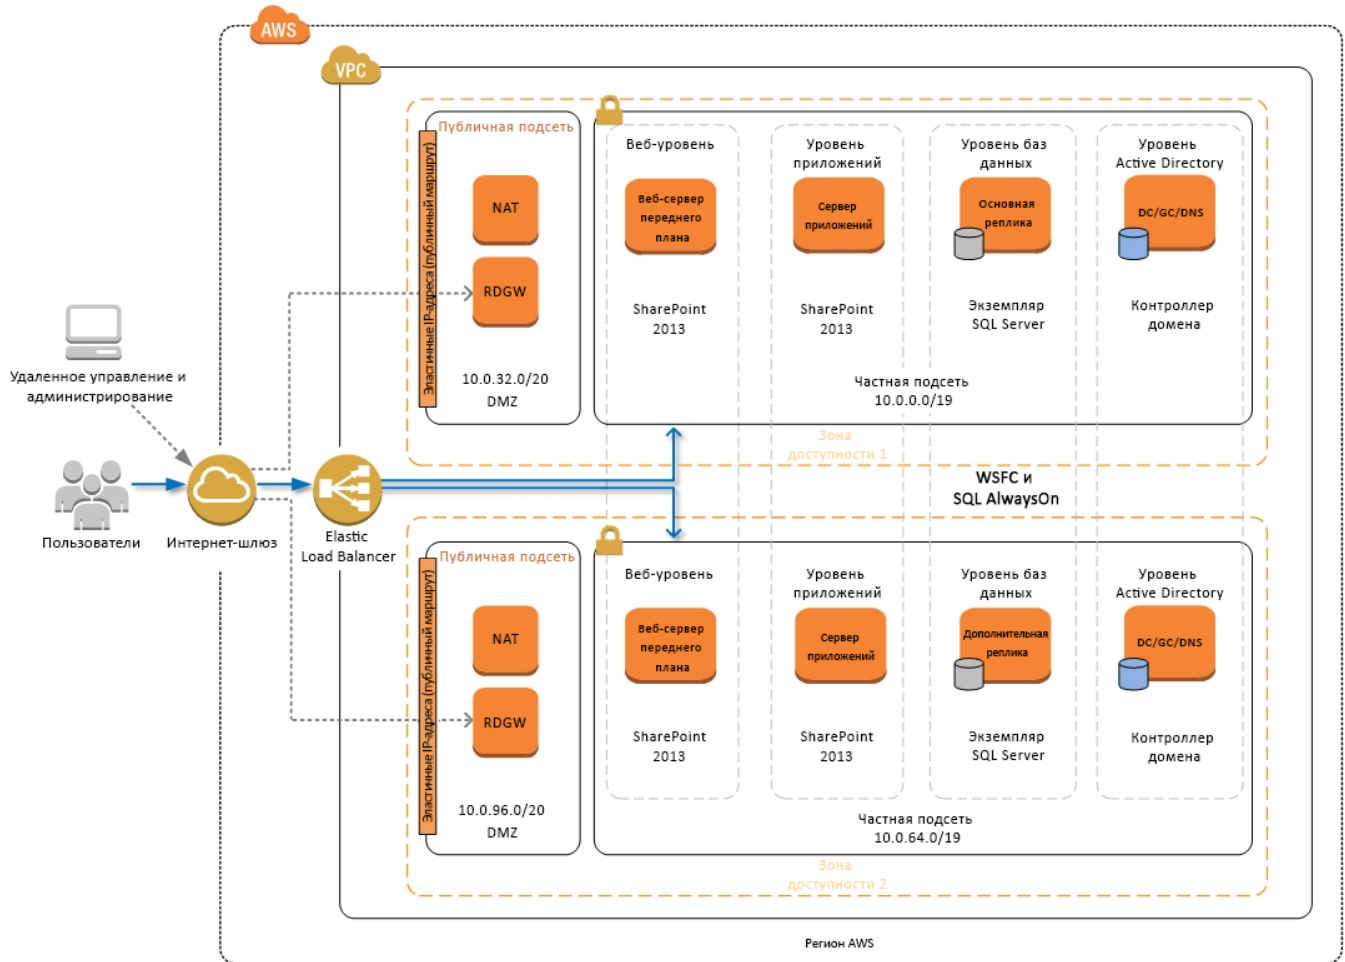 AWS
VPC
Публичная подсеть
Эластичные IP-адреса (публичный маршрут)
NAT
RDGW
10.0.32.0/20
DMZ
Веб-уровень
Веб-сервер
переднего
плана
SharePoint
2013
Уровень
приложений
Сервер
приложений
SharePoint
2013
Уровень баз
данных
Основная
реплика
Экземпляр
SQL Server
Уровень
Active Directory
DC/GC/DNS
Контроллер
домена
Частная подсеть
10.0.0.0/19
Зона
доступности 1
Удаленное управление и
администрирование
Пользователи
Интернет-шлюз
Elastic
Load Balancer
WSFC и
SQL AlwaysOn
Публичная подсеть
Эластичные IP-адреса (публичный маршрут)
NAT
RDGW
10.0.96.0/20
DMZ
Веб-уровень
Веб-сервер
переднего
плана
SharePoint
2013
Уровень
приложений
Сервер
приложений
SharePoint
2013
Уровень баз
данных
Дополнительная
реплика
Экземпляр
SQL Server
Уровень
Active Directory
DC/GC/DNS
Контроллер
домена
Частная подсеть
10.0.64.0/19
Зона
доступности 2
Регион AWS